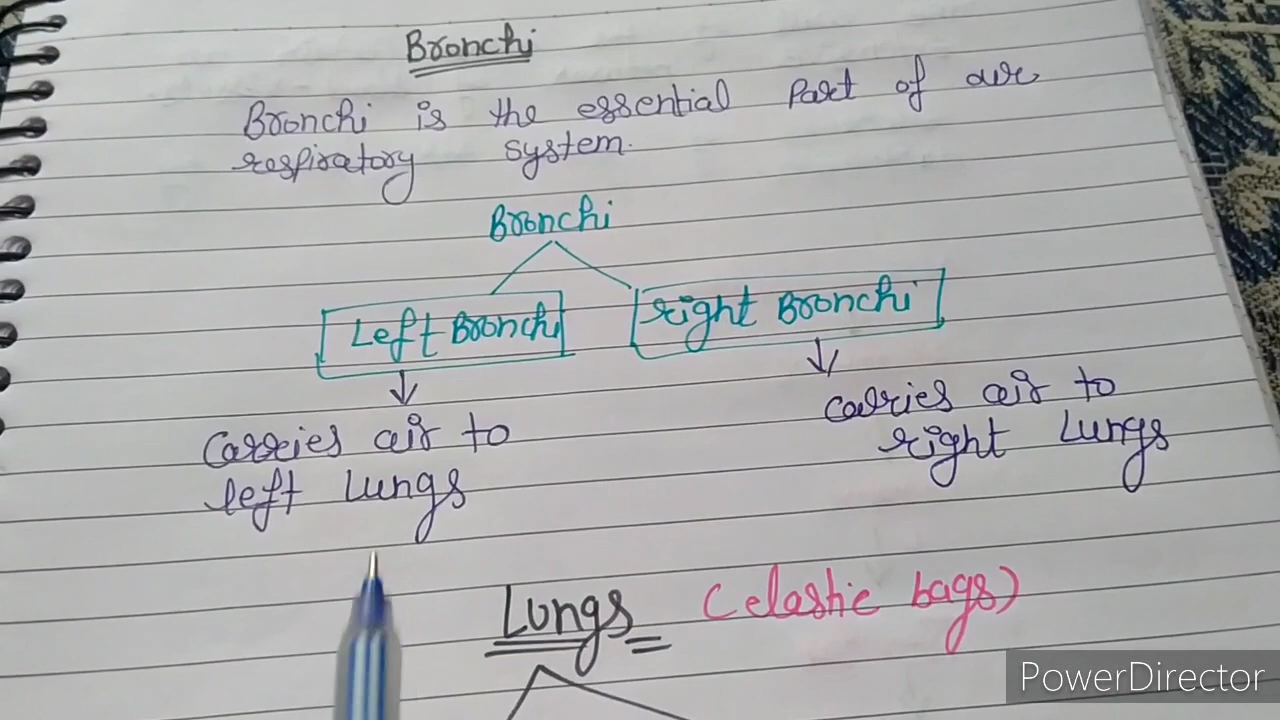 Bronchi
Bronchi is the essential Part of our
respiratory system.
Bronchi
Left Bronchi
right Bronchi
Carries air to
left Lungs
carries air to
right Lungs
Lungs (elastic bags)
PowerDirector